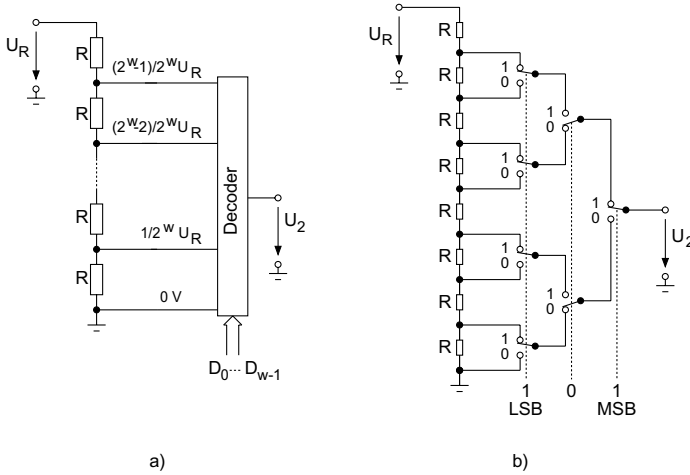 U_R
R
(2^w-1)/2^w U_R
R
(2^w-2)/2^w U_R
R
1/2^w U_R
R
0 V
Decoder
U_2
D_0 ... D_{w-1}
a)
U_R
R
R
R
R
R
R
R
R
1
0
1
0
1
0
1
0
1
0
1
0
1
0
U_2
1 0 1
LSB MSB
b)